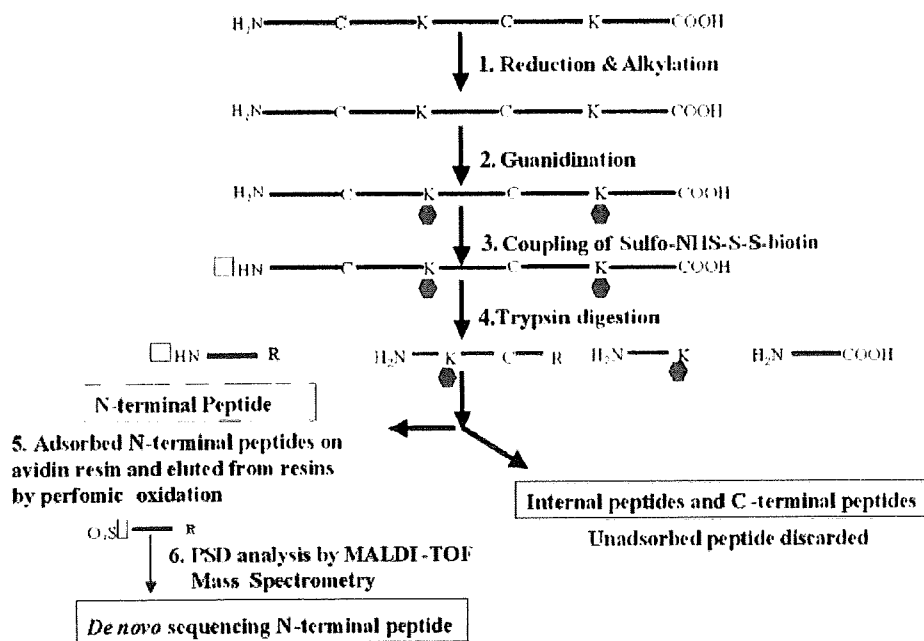 H₂N C K C K COOH
1. Reduction & Alkylation
H₂N C K C K COOH
2. Guanidination
H₂N C K C K COOH
3. Coupling of Sulfo-NHS-S-S-biotin
HN C K C K COOH
4.Trypsin digestion
HN R H₂N K C R H₂N K H₂N COOH
N-terminal Peptide
5. Adsorbed N-terminal peptides on
avidin resin and eluted from resins
by perfomic oxidation
Internal peptides and C-terminal peptides
Unadsorbed peptide discarded
O₃S R
6. PSD analysis by MALDI-TOF
Mass Spectrometry
De novo sequencing N-terminal peptide